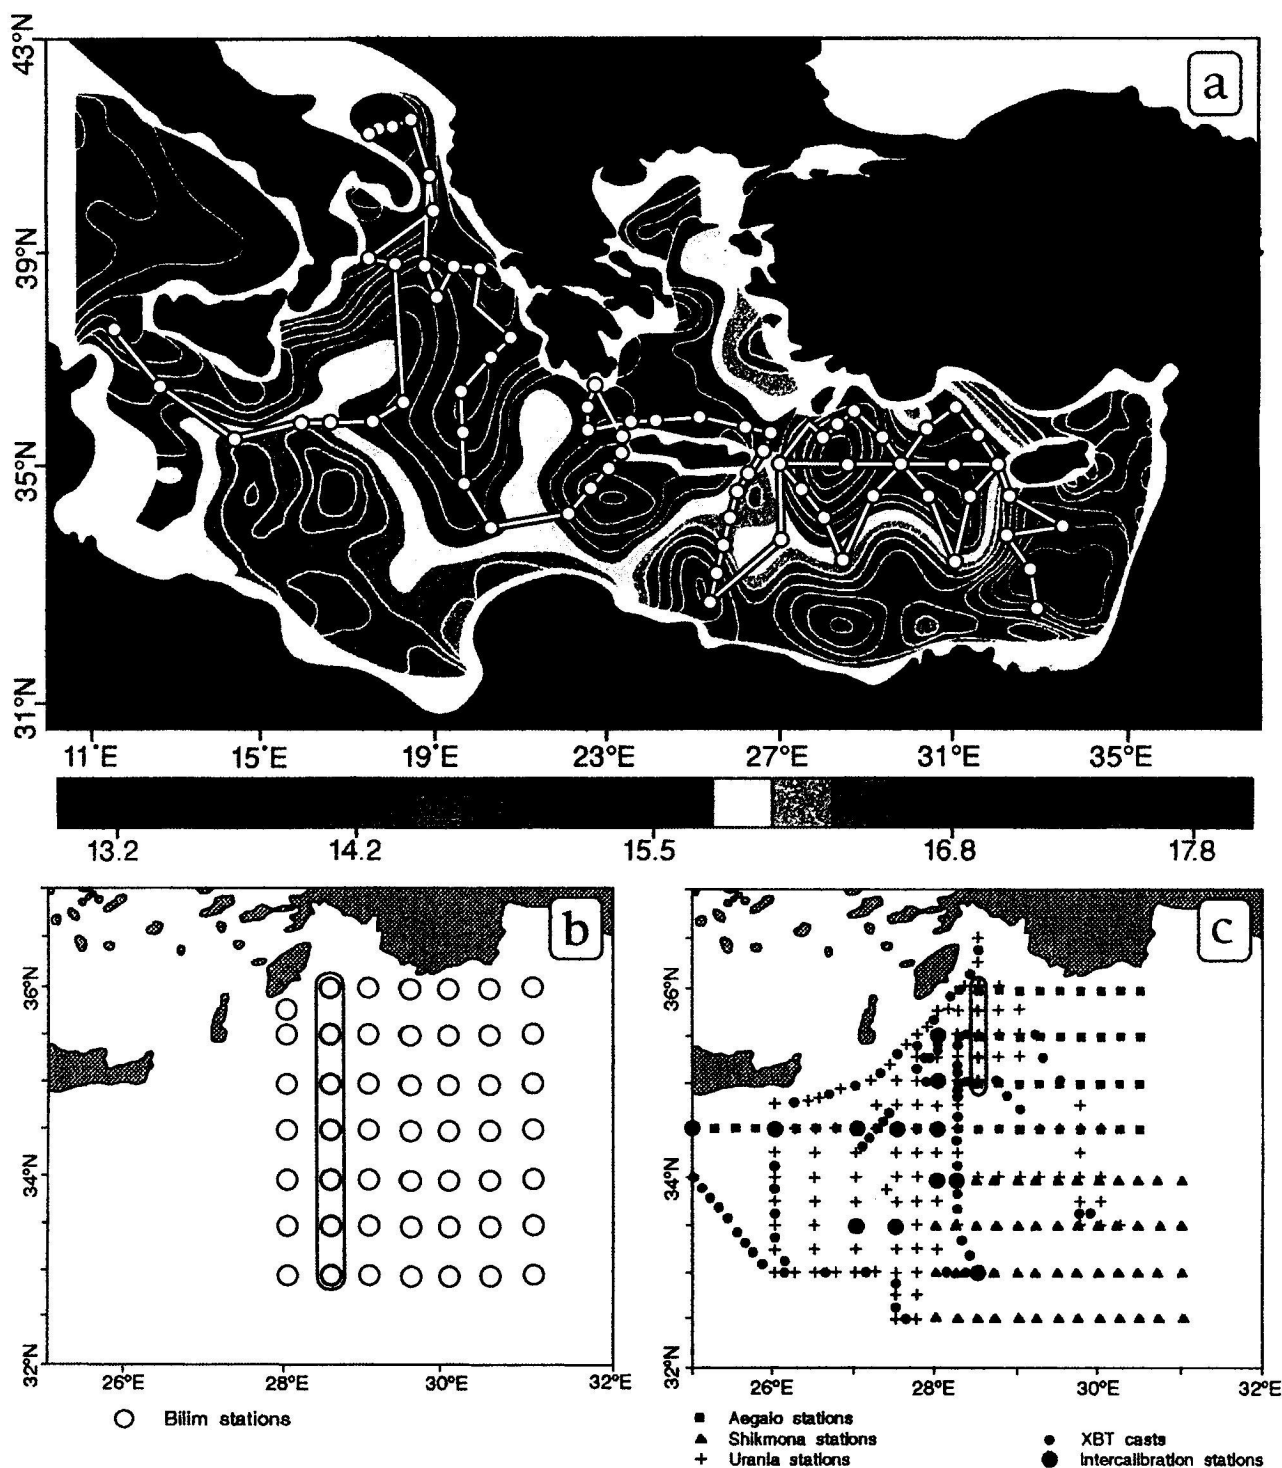 43°N
a
39°N
35°N
31°N
11°E 15°E 19°E 23°E 27°E 31°E 35°E
13.2 14.2 15.5 16.8 17.8
b
36°N
34°N
32°N
26°E 28°E 30°E 32°E
Bilim stations
c
36°N
34°N
32°N
26°E 28°E 30°E 32°E
Aegaio stations
Shikmona stations
Urania stations
XBT casts
Intercalibration stations